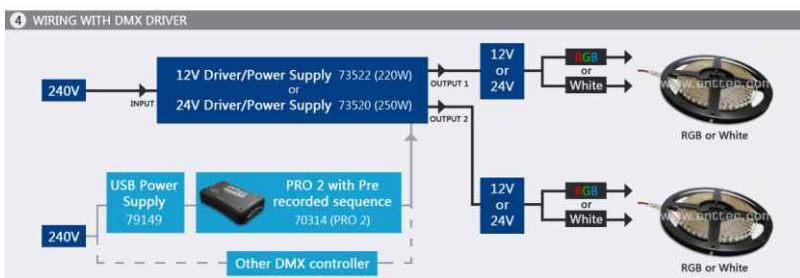 4 WIRING WITH DMX DRIVER
240V
INPUT
12V Driver/Power Supply 73522 (220W)
or
24V Driver/Power Supply 73520 (250W)
OUTPUT 1
OUTPUT 2
12V
or
24V
RGB
or
White
www.enttec.com
RGB or White
240V
USB Power
Supply
79149
PRO 2 with Pre
recorded sequence
70314 (PRO 2)
Other DMX controller
12V
or
24V
RGB
or
White
www.enttec.com
RGB or White